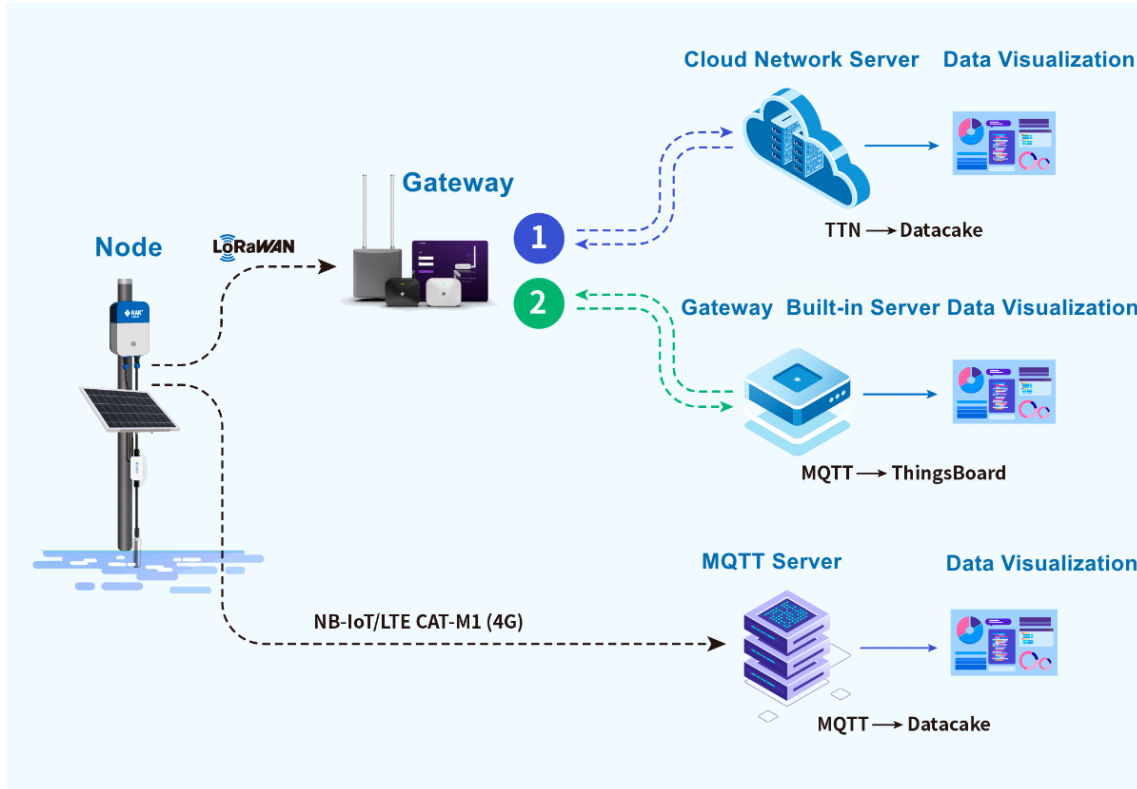 Cloud Network Server
Data Visualization
Gateway
1
TTN → Datacake
Node
LoRaWAN
2
Gateway Built-in Server
Data Visualization
RAK
MQTT → ThingsBoard
MQTT Server
Data Visualization
NB-IoT/LTE CAT-M1 (4G)
MQTT → Datacake